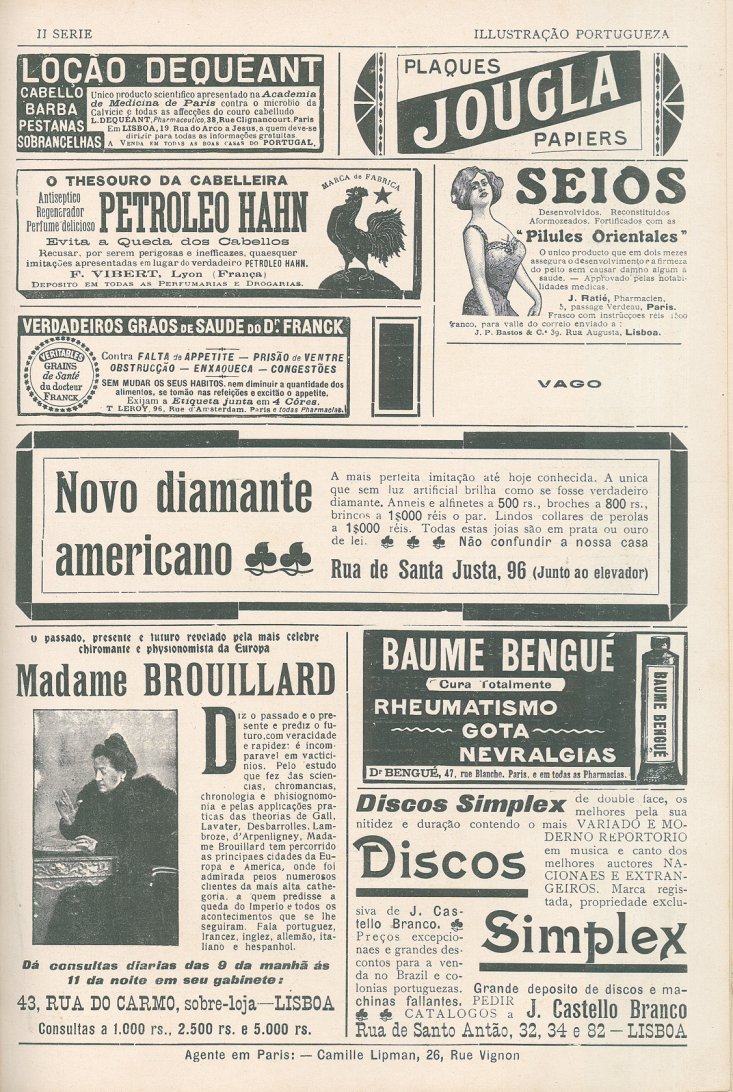 II SERIE
ILLUSTRAÇÃO PORTUGUEZA
LOÇÃO DEQUÉANT
CABELLO
BARBA
PESTANAS
SOBRANCELHAS
Unico producto scientifico apresentado na Academia
de Medicina de Paris contra o microbio da
Calvicie e todas as affecções do couro cabelludo
L. DEQUÉANT, Pharmaceutico, 38, Rue Clignancourt, Paris
Em LISBOA, 19, Rua do Arco a Jesus, a quem deve-se
dirigir para todas as informações gratuitas.
A VENDA EM TODAS AS BOAS CASAS DO PORTUGAL.
PLAQUES
JOUGLA
PAPIERS
O THESOURO DA CABELLEIRA
Antiseptico
Regenarador
Perfume delicioso
PETROLEO HAHN
Evita a Queda dos Cabellos
Recusar, por serem perigosas e inefficazes, quaesquer
imitações apresentadas em lugar do verdadeiro PETROLEO HAHN.
F. VIBERT, Lyon (França)
DEPOSITO EM TODAS AS PERFUMARIAS E DROGARIAS.
MARCA DE FABRICA
SEIOS
Desenvolvidos. Reconstituidos
Aformozeados. Fortificados com as
"Pilules Orientales"
O unico producto que em dois mezes
assegura o desenvolvimento e a firmeza
do peito sem causar damno algum á
saude. — Approvado pelas notabi-
lidades medicas.
J. Ratié, Pharmacien,
5, passage Verdeau, Paris.
Frasco com instrucções réis 1500
franco, para valle do correio enviado a :
J. P. Bastos & C.ª 39, Rua Augusta, Lisboa.
VERDADEIROS GRÃOS DE SAUDE DO Dr. FRANCK
VERITABLES
GRAINS
de Santé
du docteur
FRANCK
Contra FALTA de APPETITE — PRISÃO de VENTRE
OBSTRUCÇÃO — ENXAQUECA — CONGESTÕES
SEM MUDAR OS SEUS HABITOS, nem diminuir a quantidade dos
alimentos, se tomão nas refeições e excitão o appetite.
Exijam a Etiqueta junta em 4 Côres.
T. LEROY, 96, Rue d'Amsterdam, Paris e todas Pharmacias.
VAGO
Novo diamante
americano
A mais perfeita imitação até hoje conhecida. A unica
que sem luz artificial brilha como se fosse verdadeiro
diamante. Anneis e alfinetes a 500 rs., broches a 800 rs.,
brincos a 1$000 réis o par. Lindos collares de perolas
a 1$000 réis. Todas estas joias são em prata ou ouro
de lei. Não confundir a nossa casa
Rua de Santa Justa, 96 (Junto ao elevador)
O passado, presente e futuro revelado pela mais celebre
chiromante e physionomista da Europa
Madame BROUILLARD
Diz o passado e o pre-
sente e prediz o fu-
turo, com veracidade
e rapidez: é incom-
paravel em vactici-
nios. Pelo estudo
que fez das scien-
cias, chromancias,
chronologia e phisiognomo-
nia e pelas applicações pra-
ticas das theorias de Gall,
Lavater, Desbarrolles, Lam-
broze, d'Arpenligney, Mada-
me Brouillard tem percorrido
as principaes cidades da Eu-
ropa e America, onde foi
admirada pelos numerosos
clientes da mais alta cathe-
goria, a quem predisse a
queda do imperio e todos os
acontecimentos que se lhe
seguiram. Fala portuguez,
francez, inglez, allemão, ita-
liano e hespanhol.
Dá consultas diarias das 9 da manhã ás
11 da noite em seu gabinete:
43, RUA DO CARMO, sobre-loja — LISBOA
Consultas a 1.000 rs., 2.500 rs. e 5.000 rs.
BAUME BENGUÉ
Cura Totalmente
RHEUMATISMO
GOTA
NEVRALGIAS
Dr BENGUÉ, 47, rue Blanche, Paris, e em todas as Pharmacias.
BAUME BENGUÉ
Discos Simplex de double face, os
melhores pela sua
nitidez e duração contendo o mais VARIADO E MO-
DERNO REPORTORIO
em musica e canto dos
melhores auctores NA-
CIONAES E EXTRAN-
GEIROS. Marca regis-
tada, propriedade exclu-
Discos
Simplex
siva de J. Cas-
tello Branco.
Preços excepcio-
naes e grandes des-
contos para a ven-
da no Brazil e co-
lonias portuguezas. Grande deposito de discos e ma-
chinas fallantes. PEDIR
CATALOGOS a J. Castello Branco
Rua de Santo Antão, 32, 34 e 82 — LISBOA
Agente em Paris: — Camille Lipman, 26, Rue Vignon